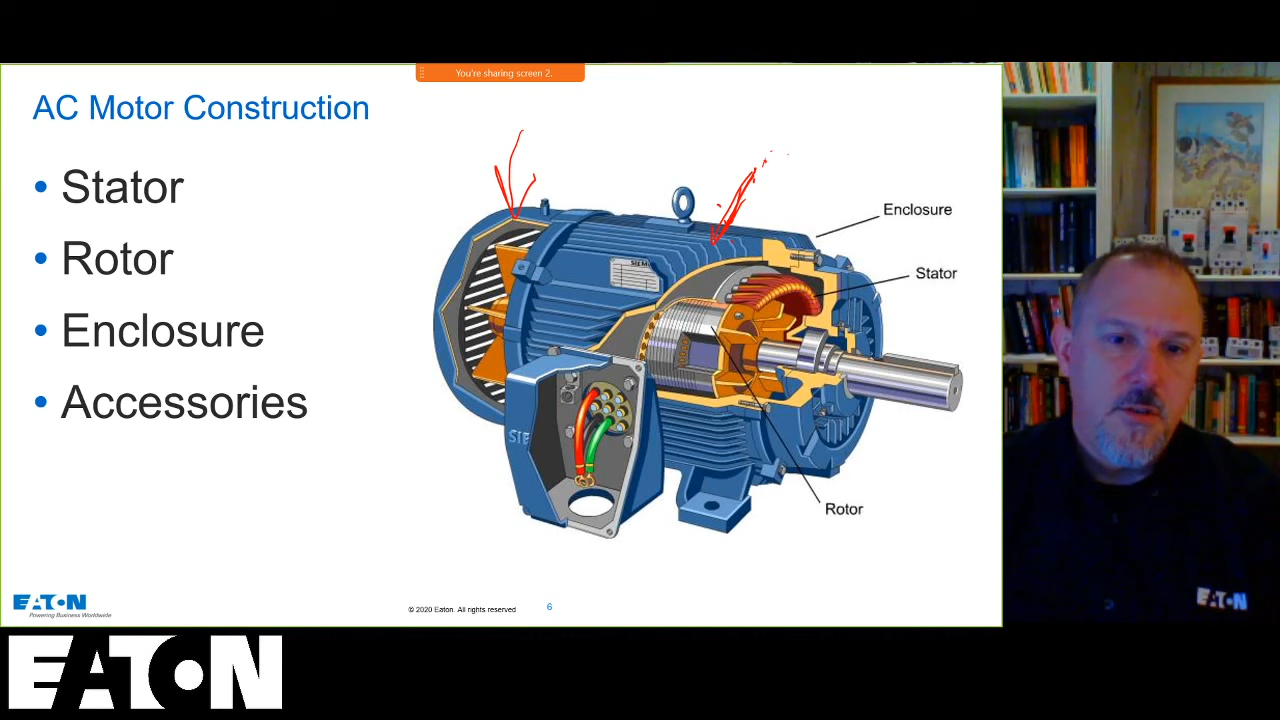 You're sharing screen 2.
AC Motor Construction
• Stator
• Rotor
• Enclosure
• Accessories
Enclosure
Stator
Rotor
SIE
EATON
Powering Business Worldwide
© 2020 Eaton. All rights reserved
6
EATON
EATON